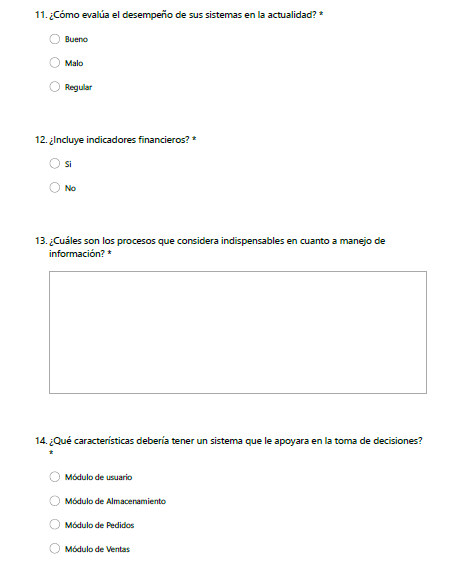 11. ¿Cómo evalúa el desempeño de sus sistemas en la actualidad? *
Bueno
Malo
Regular
12. ¿Incluye indicadores financieros? *
Si
No
13. ¿Cuáles son los procesos que considera indispensables en cuanto a manejo de
información? *
14. ¿Qué características debería tener un sistema que le apoyara en la toma de decisiones?
*
Módulo de usuario
Módulo de Almacenamiento
Módulo de Pedidos
Módulo de Ventas